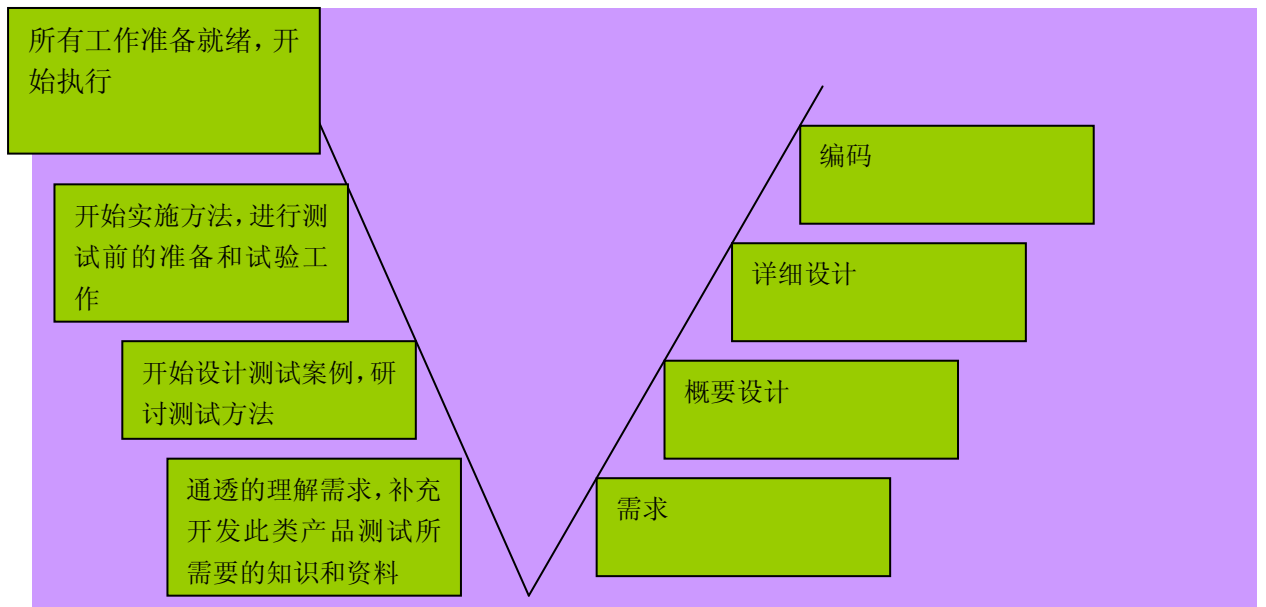 所有工作准备就绪，开
始执行
开始实施方法，进行测
试前的准备和试验工
作
开始设计测试案例，研
讨测试方法
通透的理解需求，补充
开发此类产品测试所
需要的知识和资料
编码
详细设计
概要设计
需求